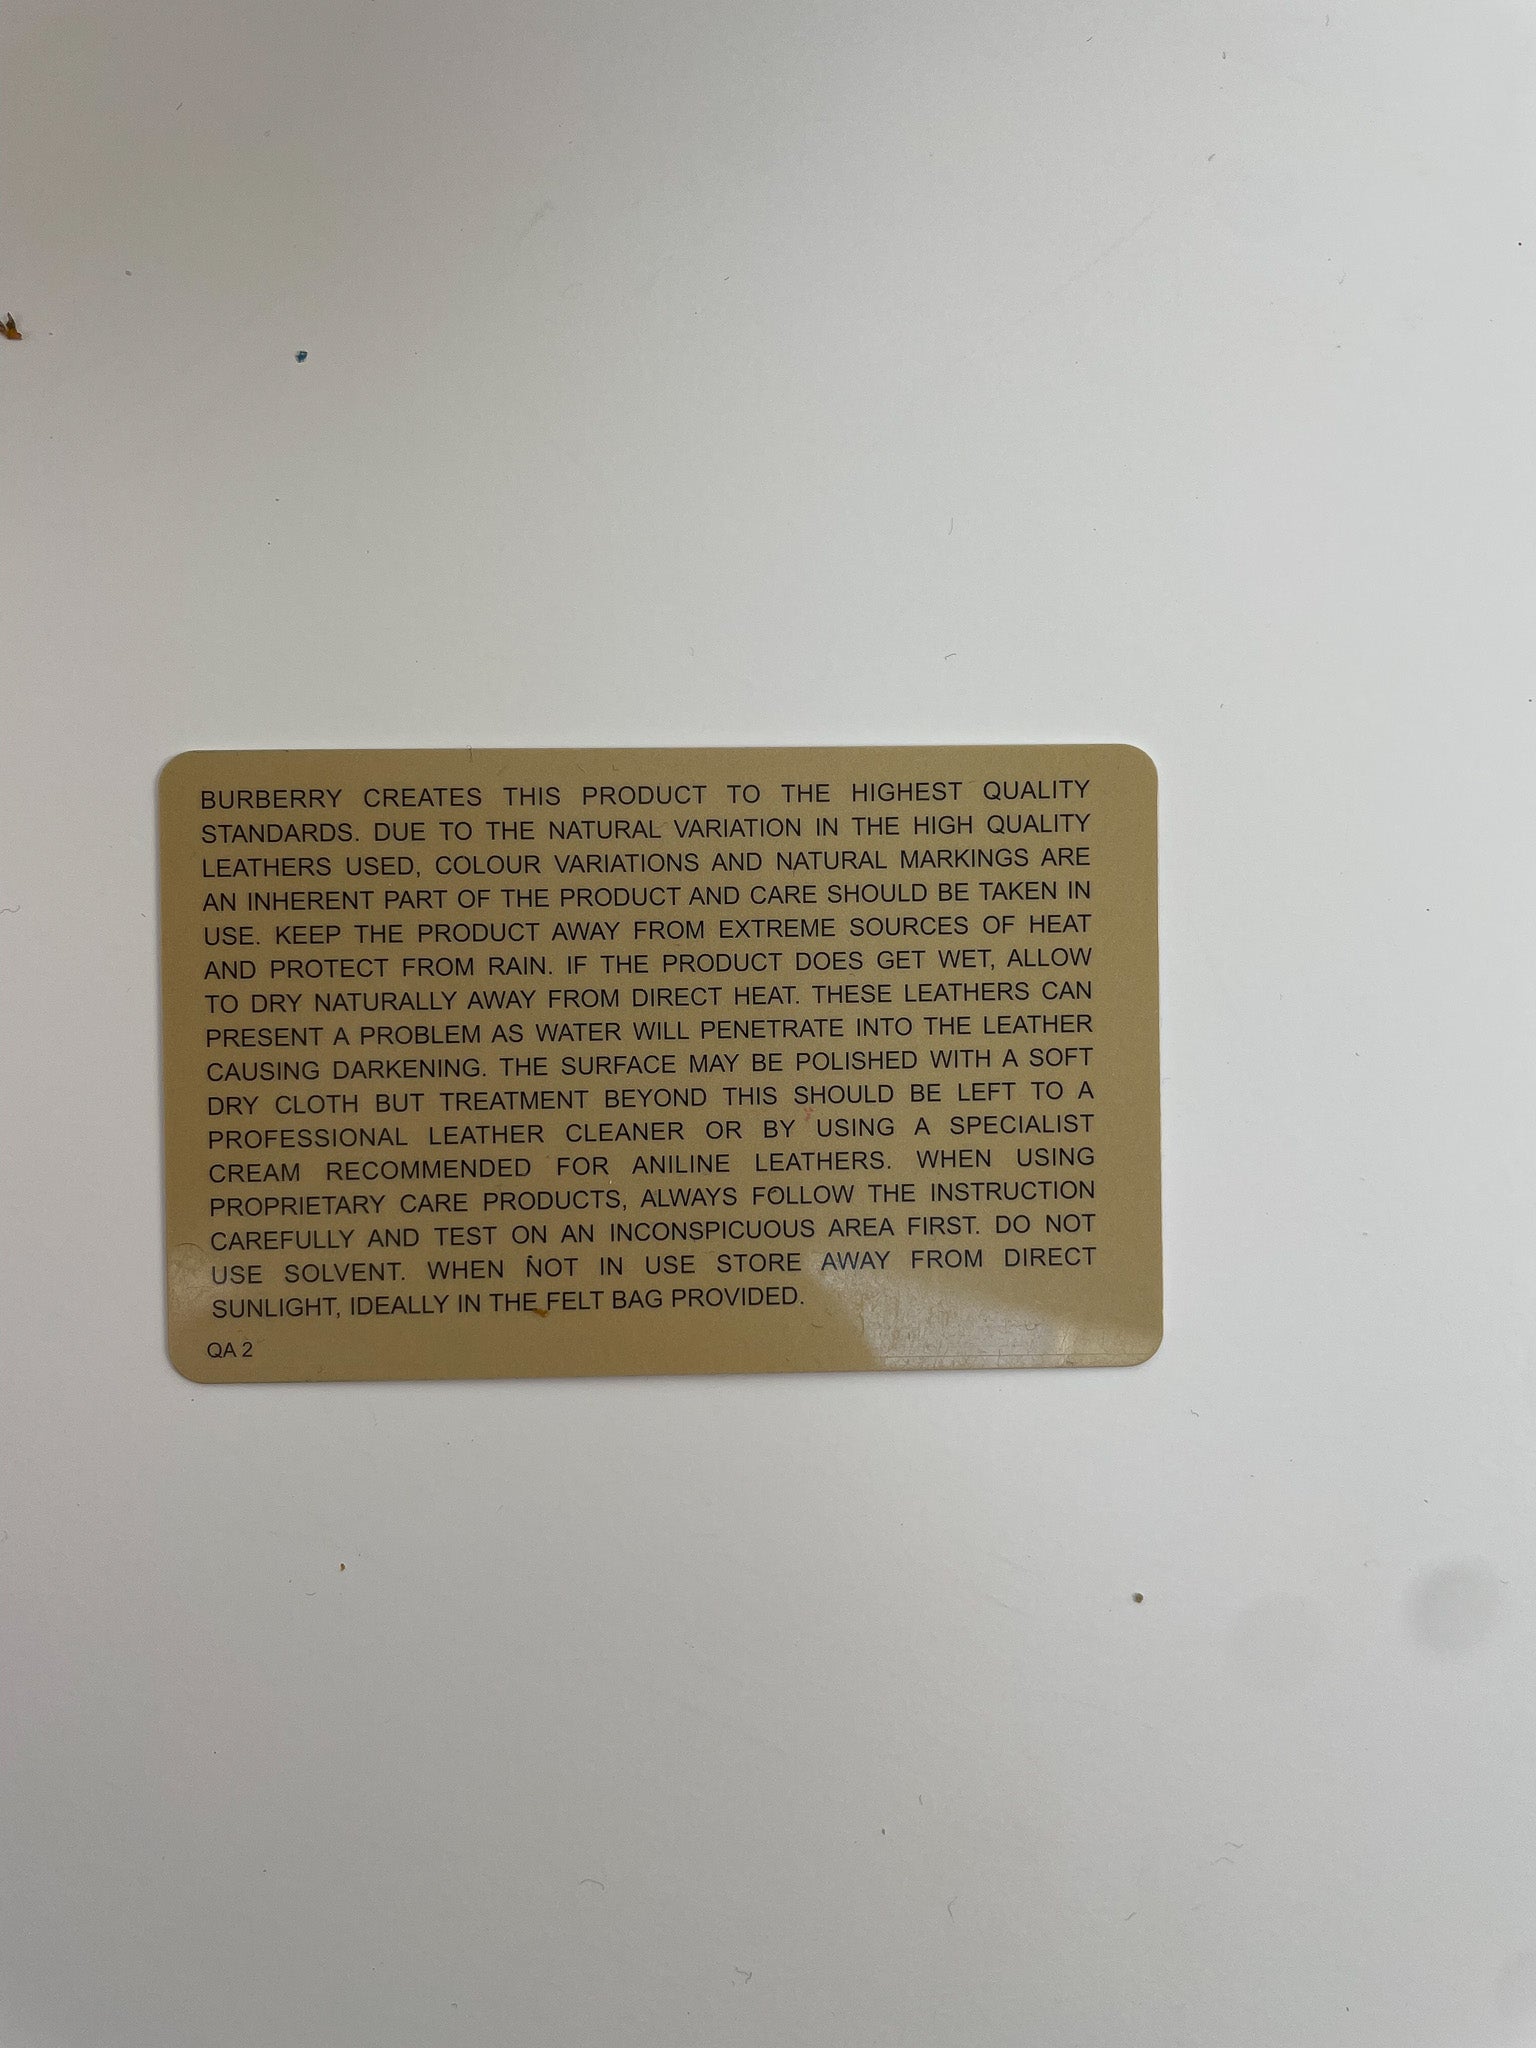 BURBERRY CREATES THIS PRODUCT TO THE HIGHEST QUALITY
STANDARDS. DUE TO THE NATURAL VARIATION IN THE HIGH QUALITY
LEATHERS USED, COLOUR VARIATIONS AND NATURAL MARKINGS ARE
AN INHERENT PART OF THE PRODUCT AND CARE SHOULD BE TAKEN IN
USE. KEEP THE PRODUCT AWAY FROM EXTREME SOURCES OF HEAT
AND PROTECT FROM RAIN. IF THE PRODUCT DOES GET WET, ALLOW
TO DRY NATURALLY AWAY FROM DIRECT HEAT. THESE LEATHERS CAN
PRESENT A PROBLEM AS WATER WILL PENETRATE INTO THE LEATHER
CAUSING DARKENING. THE SURFACE MAY BE POLISHED WITH A SOFT
DRY CLOTH BUT TREATMENT BEYOND THIS SHOULD BE LEFT TO A
PROFESSIONAL LEATHER CLEANER OR BY USING A SPECIALIST
CREAM RECOMMENDED FOR ANILINE LEATHERS. WHEN USING
PROPRIETARY CARE PRODUCTS, ALWAYS FOLLOW THE INSTRUCTION
CAREFULLY AND TEST ON AN INCONSPICUOUS AREA FIRST. DO NOT
USE SOLVENT. WHEN NOT IN USE STORE AWAY FROM DIRECT
SUNLIGHT, IDEALLY IN THE FELT BAG PROVIDED.
QA 2